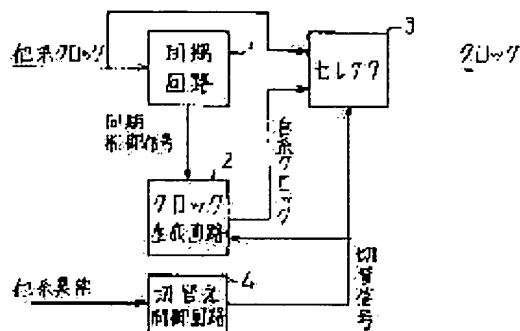 他系クロック
同期
回路
1
セレクタ
3
クロック
同期
制御信号
自系クロック
2
クロック
生成回路
切替信号
他系異常
切替え
制御回路
4